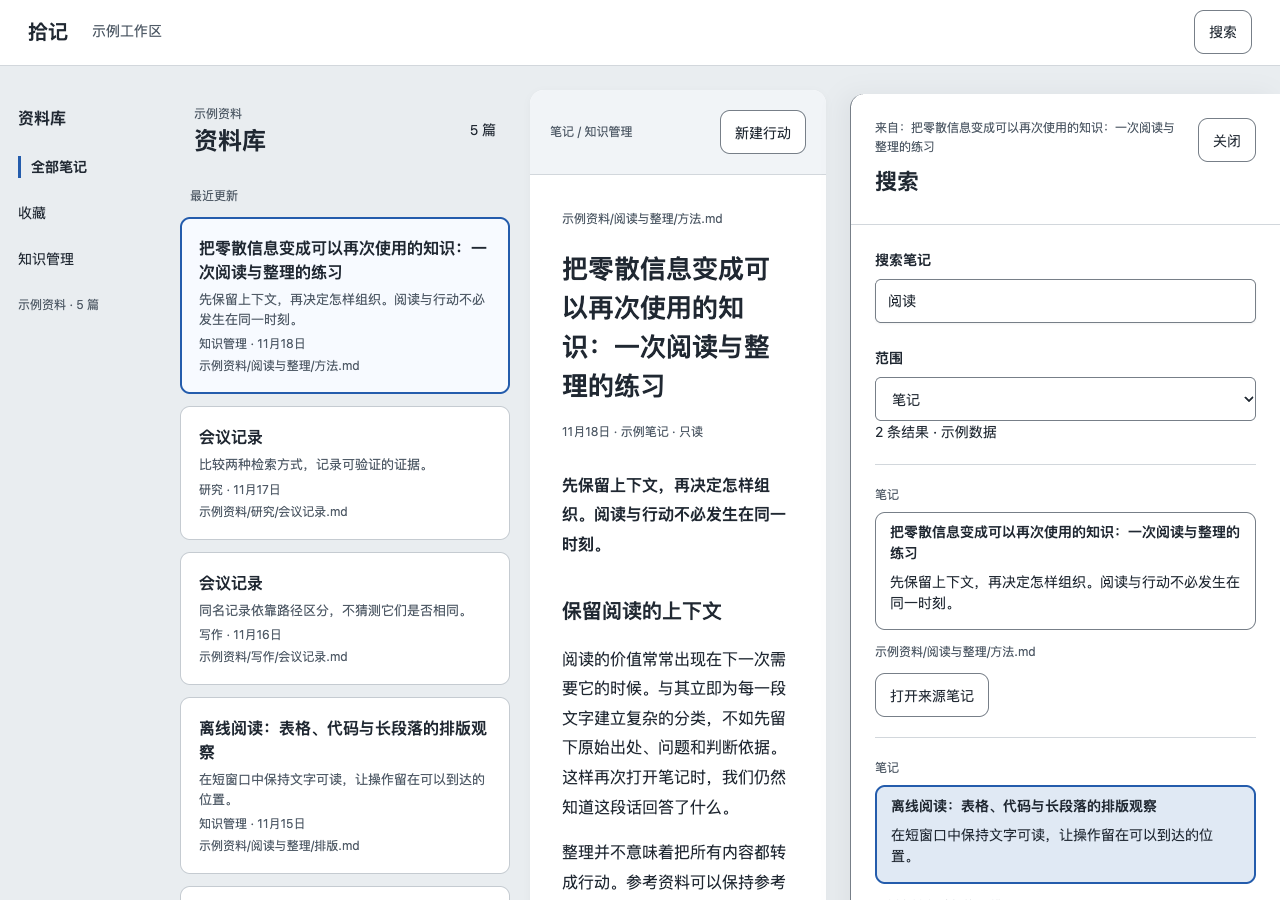 拾记
示例工作区
搜索
资料库
全部笔记
收藏
知识管理
示例资料 · 5 篇
示例资料
资料库
5 篇
最近更新
把零散信息变成可以再次使用的知识：一
次阅读与整理的练习
先保留上下文，再决定怎样组织。阅读与行动不必
发生在同一时刻。
知识管理 · 11月18日
示例资料/阅读与整理/方法.md
会议记录
比较两种检索方式，记录可验证的证据。
研究 · 11月17日
示例资料/研究/会议记录.md
会议记录
同名记录依靠路径区分，不猜测它们是否相同。
写作 · 11月16日
示例资料/写作/会议记录.md
离线阅读：表格、代码与长段落的排版观
察
在短窗口中保持文字可读，让操作留在可以到达的
位置。
知识管理 · 11月15日
示例资料/阅读与整理/排版.md
笔记 / 知识管理
新建行动
示例资料/阅读与整理/方法.md
把零散信息变成可
以再次使用的知
识：一次阅读与整
理的练习
11月18日 · 示例笔记 · 只读
先保留上下文，再决定怎样组
织。阅读与行动不必发生在同一
时刻。
保留阅读的上下文
阅读的价值常常出现在下一次需
要它的时候。与其立即为每一段
文字建立复杂的分类，不如先留
下原始出处、问题和判断依据。
这样再次打开笔记时，我们仍然
知道这段话回答了什么。
整理并不意味着把所有内容都转
成行动。参考资料可以保持参考
来自：把零散信息变成可以再次使用的知识：一次阅读与
整理的练习
关闭
搜索
搜索笔记
阅读
范围
笔记
2 条结果 · 示例数据
笔记
把零散信息变成可以再次使用的知识：一次阅读与整理的
练习
先保留上下文，再决定怎样组织。阅读与行动不必发生在
同一时刻。
示例资料/阅读与整理/方法.md
打开来源笔记
笔记
离线阅读：表格、代码与长段落的排版观察
在短窗口中保持文字可读，让操作留在可以到达的位
置。